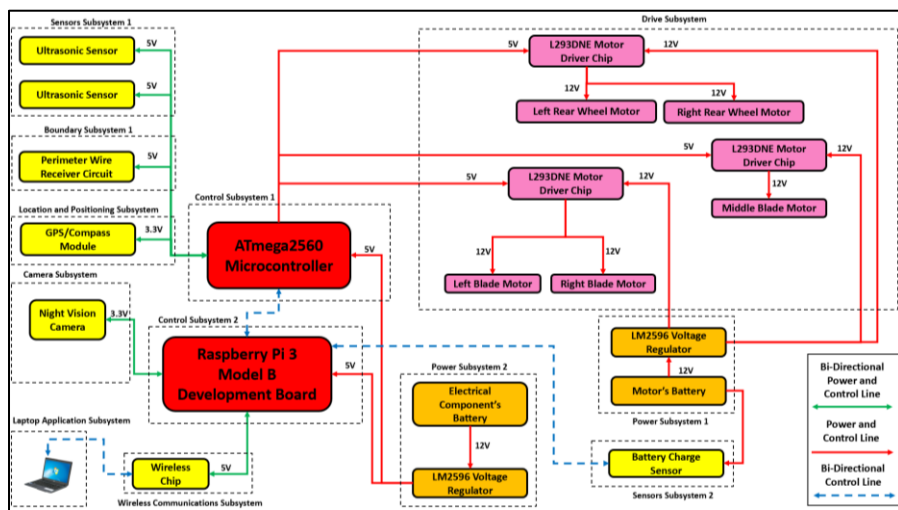 Sensors Subsystem 1
Ultrasonic Sensor
5V
Ultrasonic Sensor
5V
Boundary Subsystem 1
Perimeter Wire
Receiver Circuit
5V
Location and Positioning Subsystem
GPS/Compass
Module
3.3V
Camera Subsystem
Night Vision
Camera
3.3V
Laptop Application Subsystem
Wireless
Chip
5V
Wireless Communications Subsystem
Control Subsystem 1
ATmega2560
Microcontroller
5V
Control Subsystem 2
Raspberry Pi 3
Model B
Development Board
5V
Power Subsystem 2
Electrical
Component's
Battery
12V
LM2596 Voltage
Regulator
Drive Subsystem
5V
L293DNE Motor
Driver Chip
12V
12V
12V
Left Rear Wheel Motor
Right Rear Wheel Motor
5V
L293DNE Motor
Driver Chip
12V
12V
Middle Blade Motor
5V
L293DNE Motor
Driver Chip
12V
12V
12V
Left Blade Motor
Right Blade Motor
LM2596 Voltage
Regulator
12V
Motor's Battery
Power Subsystem 1
Battery Charge
Sensor
Sensors Subsystem 2
Bi-Directional
Power and
Control Line
Power and
Control Line
Bi-Directional
Control Line